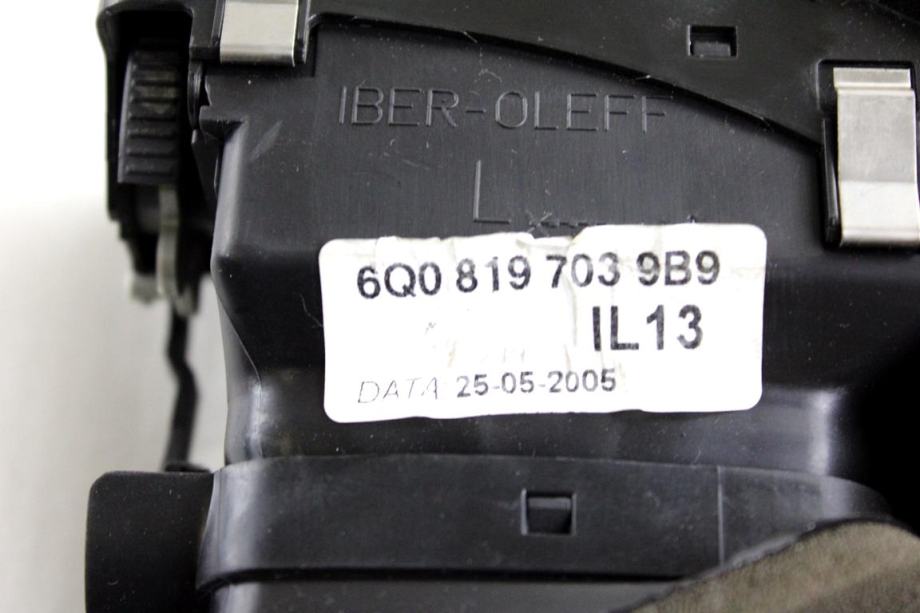 IBER-OLEFF
L
6Q0 819 703 9B9
IL13
DATA 25-05-2005